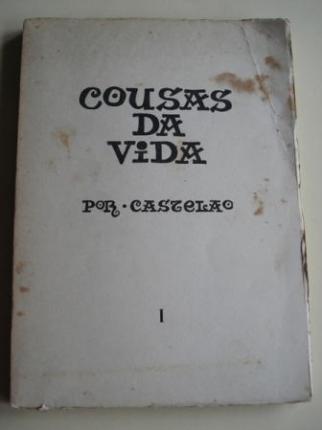 COUSAS
DA
ViDA
POR · CASTELAO
I